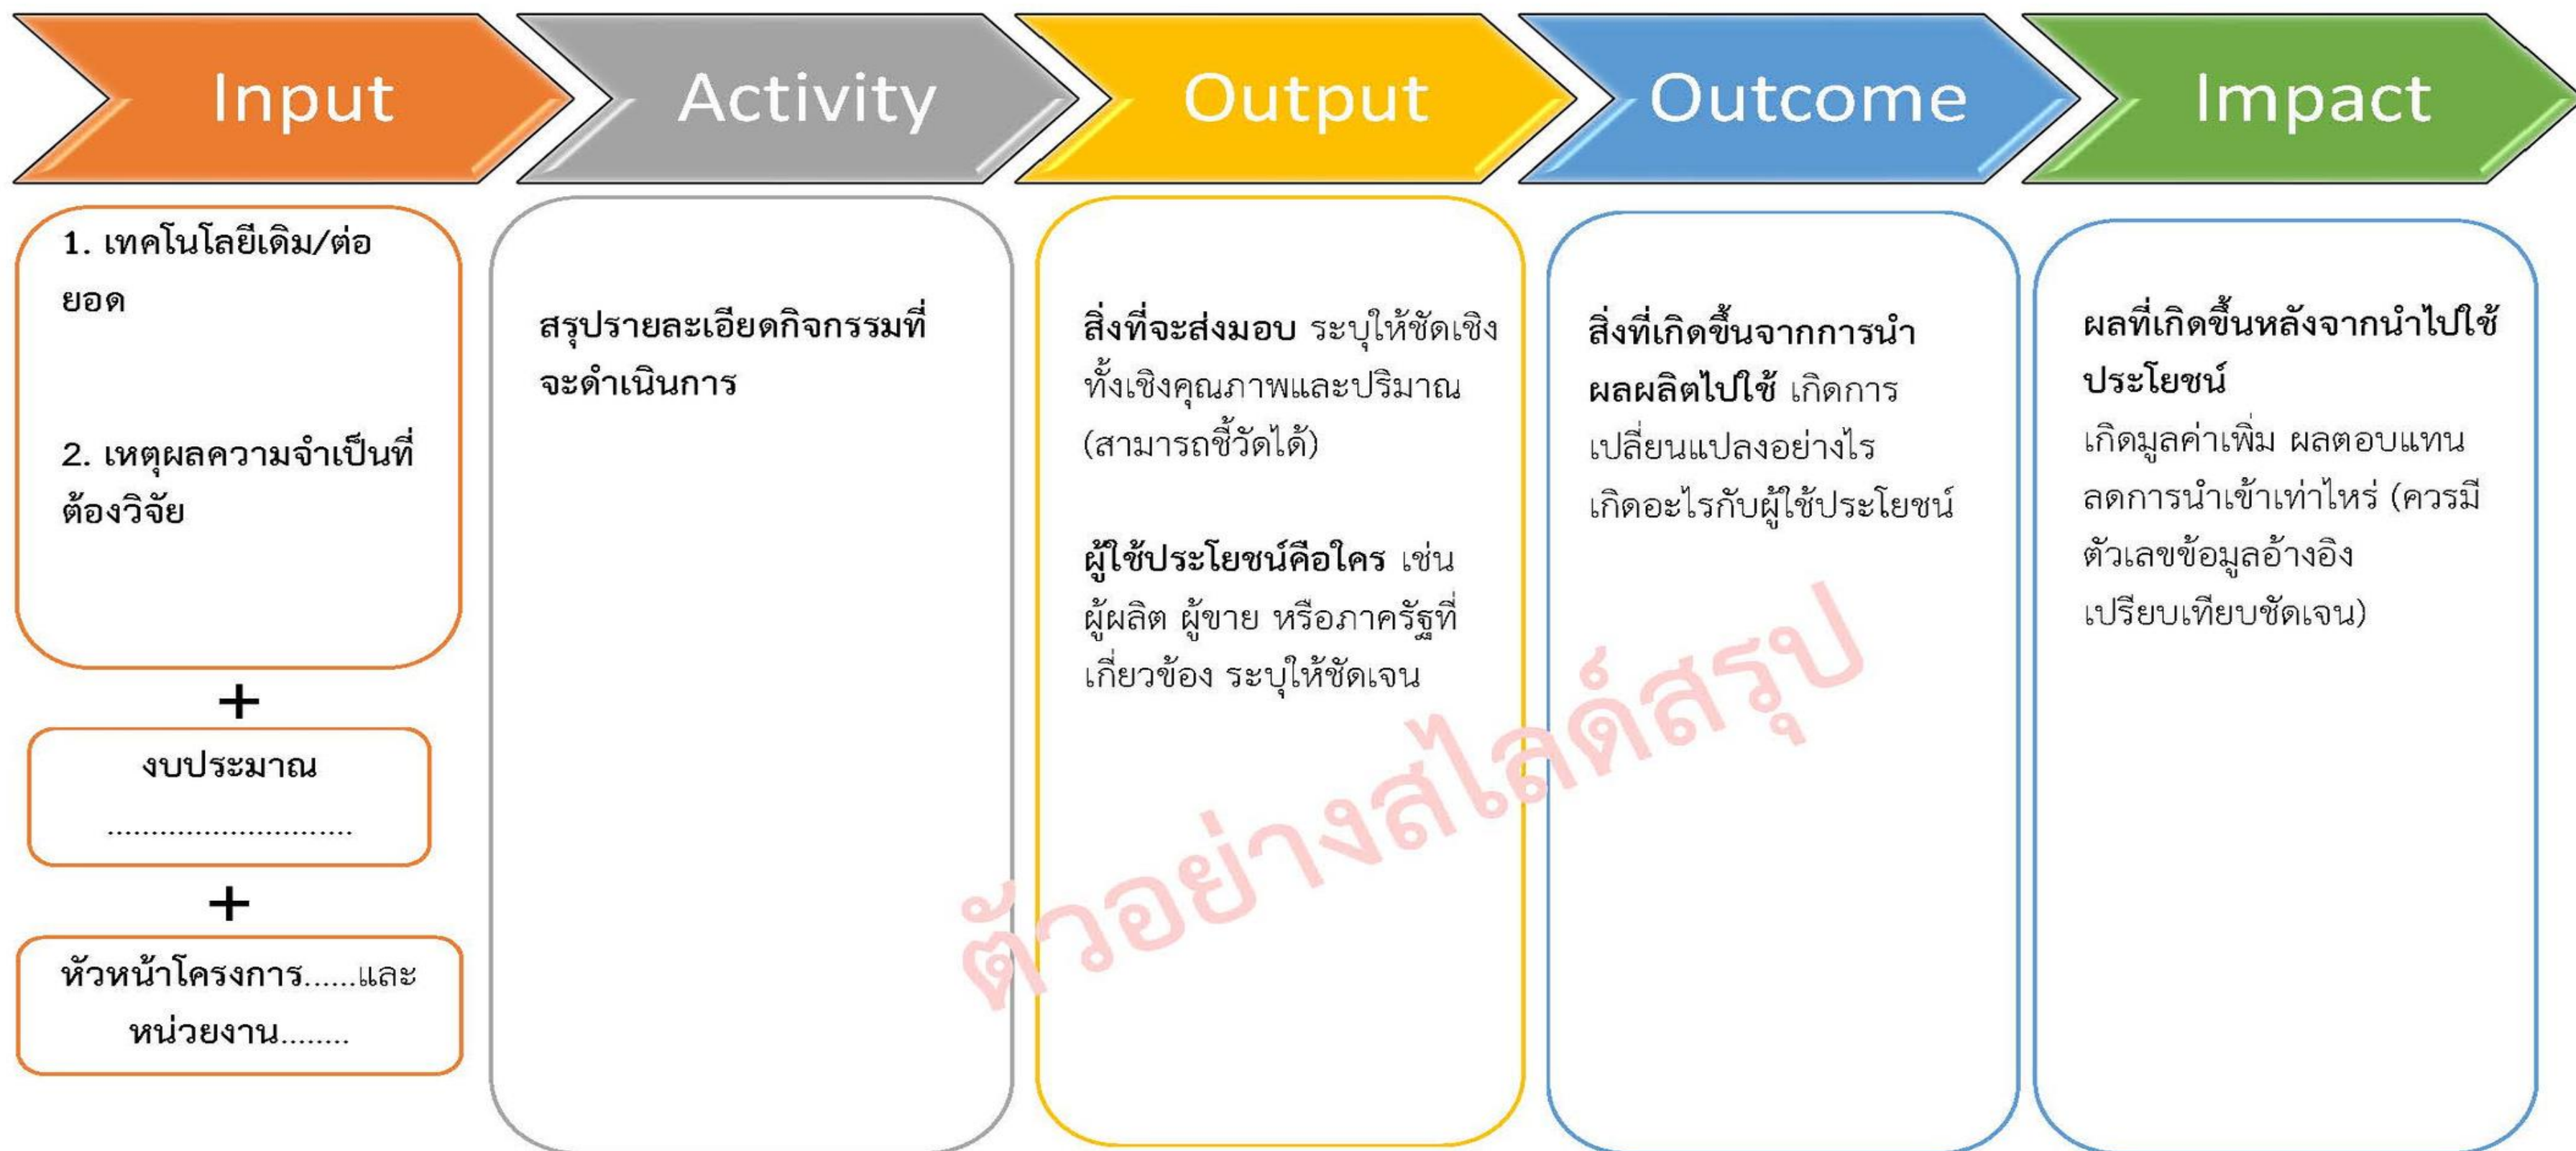 Input
Activity
Output
Outcome
Impact
1. เทคโนโลยีเดิม/ต่อ
ยอด
2. เหตุผลความจำเป็นที่
ต้องวิจัย
+
งบประมาณ
............................
+
หัวหน้าโครงการ......และ
หน่วยงาน........
สรุปรายละเอียดกิจกรรมที่
จะดำเนินการ
สิ่งที่จะส่งมอบ ระบุให้ชัดเชิง
ทั้งเชิงคุณภาพและปริมาณ
(สามารถชี้วัดได้)
ผู้ใช้ประโยชน์คือใคร เช่น
ผู้ผลิต ผู้ขาย หรือภาครัฐที่
เกี่ยวข้อง ระบุให้ชัดเจน
สิ่งที่เกิดขึ้นจากการนำ
ผลผลิตไปใช้ เกิดการ
เปลี่ยนแปลงอย่างไร
เกิดอะไรกับผู้ใช้ประโยชน์
ผลที่เกิดขึ้นหลังจากนำไปใช้
ประโยชน์
เกิดมูลค่าเพิ่ม ผลตอบแทน
ลดการนำเข้าเท่าไหร่ (ควรมี
ตัวเลขข้อมูลอ้างอิง
เปรียบเทียบชัดเจน)
ตัวอย่างสไลด์สรุป